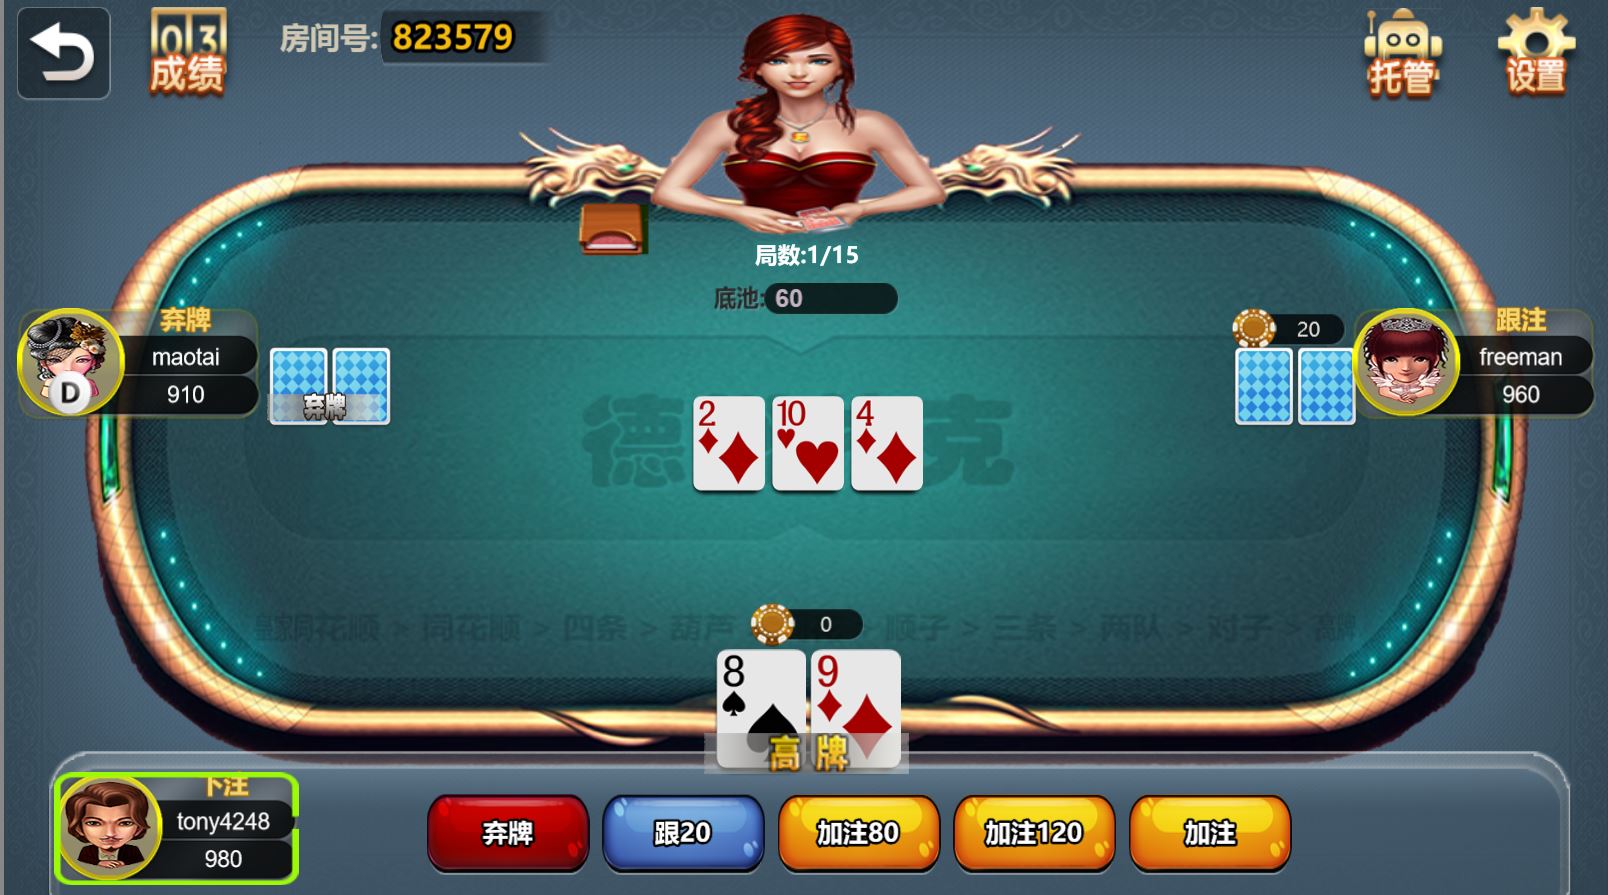 03
成绩
房间号: 823579
托管
设置
局数:1/15
底池: 60
弃牌
maotai
910
D
弃牌
20
跟注
freeman
960
2
10
4
德
克
皇家同花顺 > 同花顺 > 四条 > 葫芦 > 顺子 > 三条 > 两队 > 对子 > 高牌
0
8
9
高牌
下注
tony4248
980
弃牌
跟20
加注80
加注120
加注